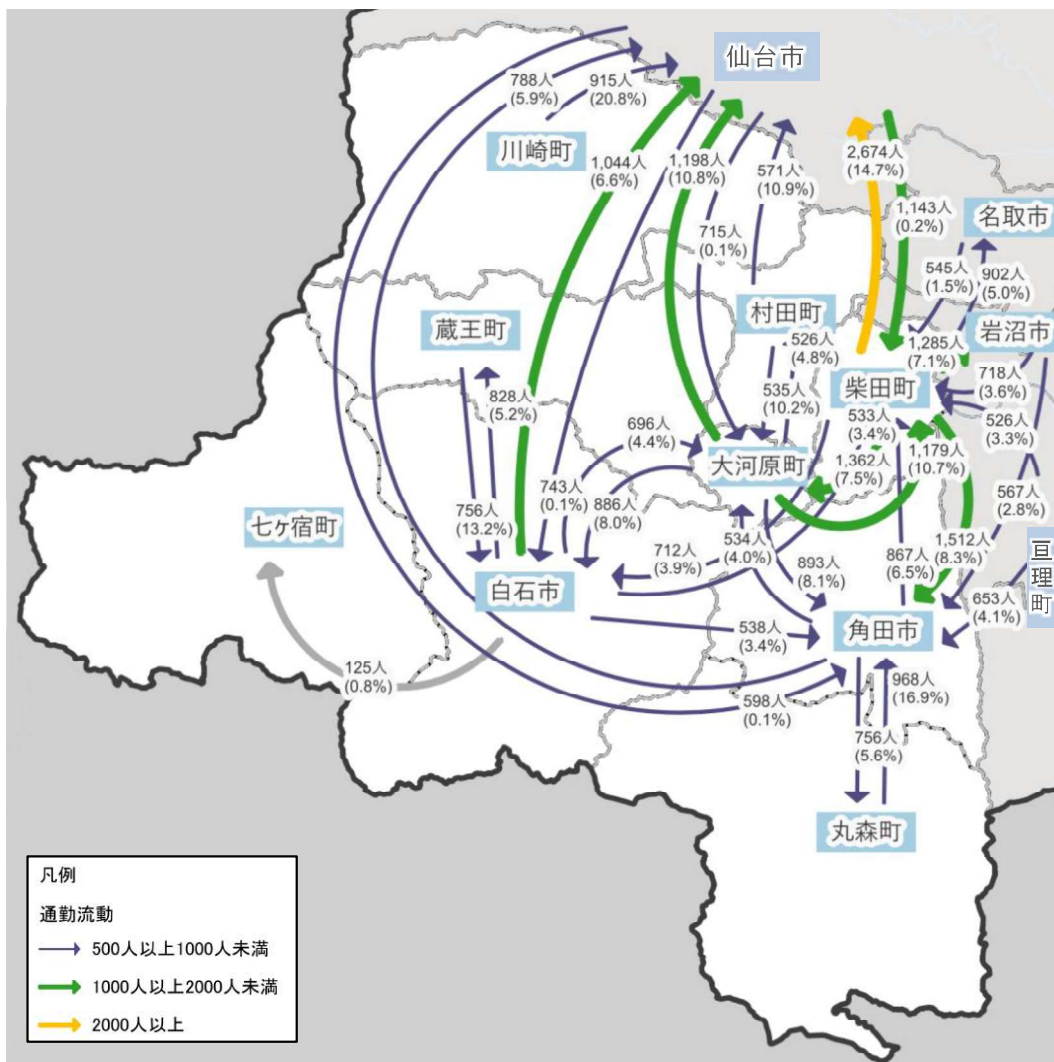 仙台市
788人
(5.9%)
915人
(20.8%)
川崎町
1,044人
(6.6%)
1,198人
(10.8%)
571人
(10.9%)
2,674人
(14.7%)
1,143人
(0.2%)
名取市
715人
(0.1%)
545人
(1.5%)
902人
(5.0%)
蔵王町
村田町
526人
(4.8%)
1,285人
(7.1%)
岩沼市
718人
(3.6%)
柴田町
828人
(5.2%)
535人
(10.2%)
533人
(3.4%)
526人
(3.3%)
696人
(4.4%)
大河原町
1,362人
(7.5%)
1,179人
(10.7%)
七ヶ宿町
756人
(13.2%)
743人
(0.1%)
886人
(8.0%)
567人
(2.8%)
534人
(4.0%)
712人
(3.9%)
893人
(8.1%)
867人
(6.5%)
1,512人
(8.3%)
亘理町
白石市
653人
(4.1%)
538人
(3.4%)
角田市
125人
(0.8%)
598人
(0.1%)
968人
(16.9%)
756人
(5.6%)
丸森町
凡例
通勤流動
500人以上1000人未満
1000人以上2000人未満
2000人以上